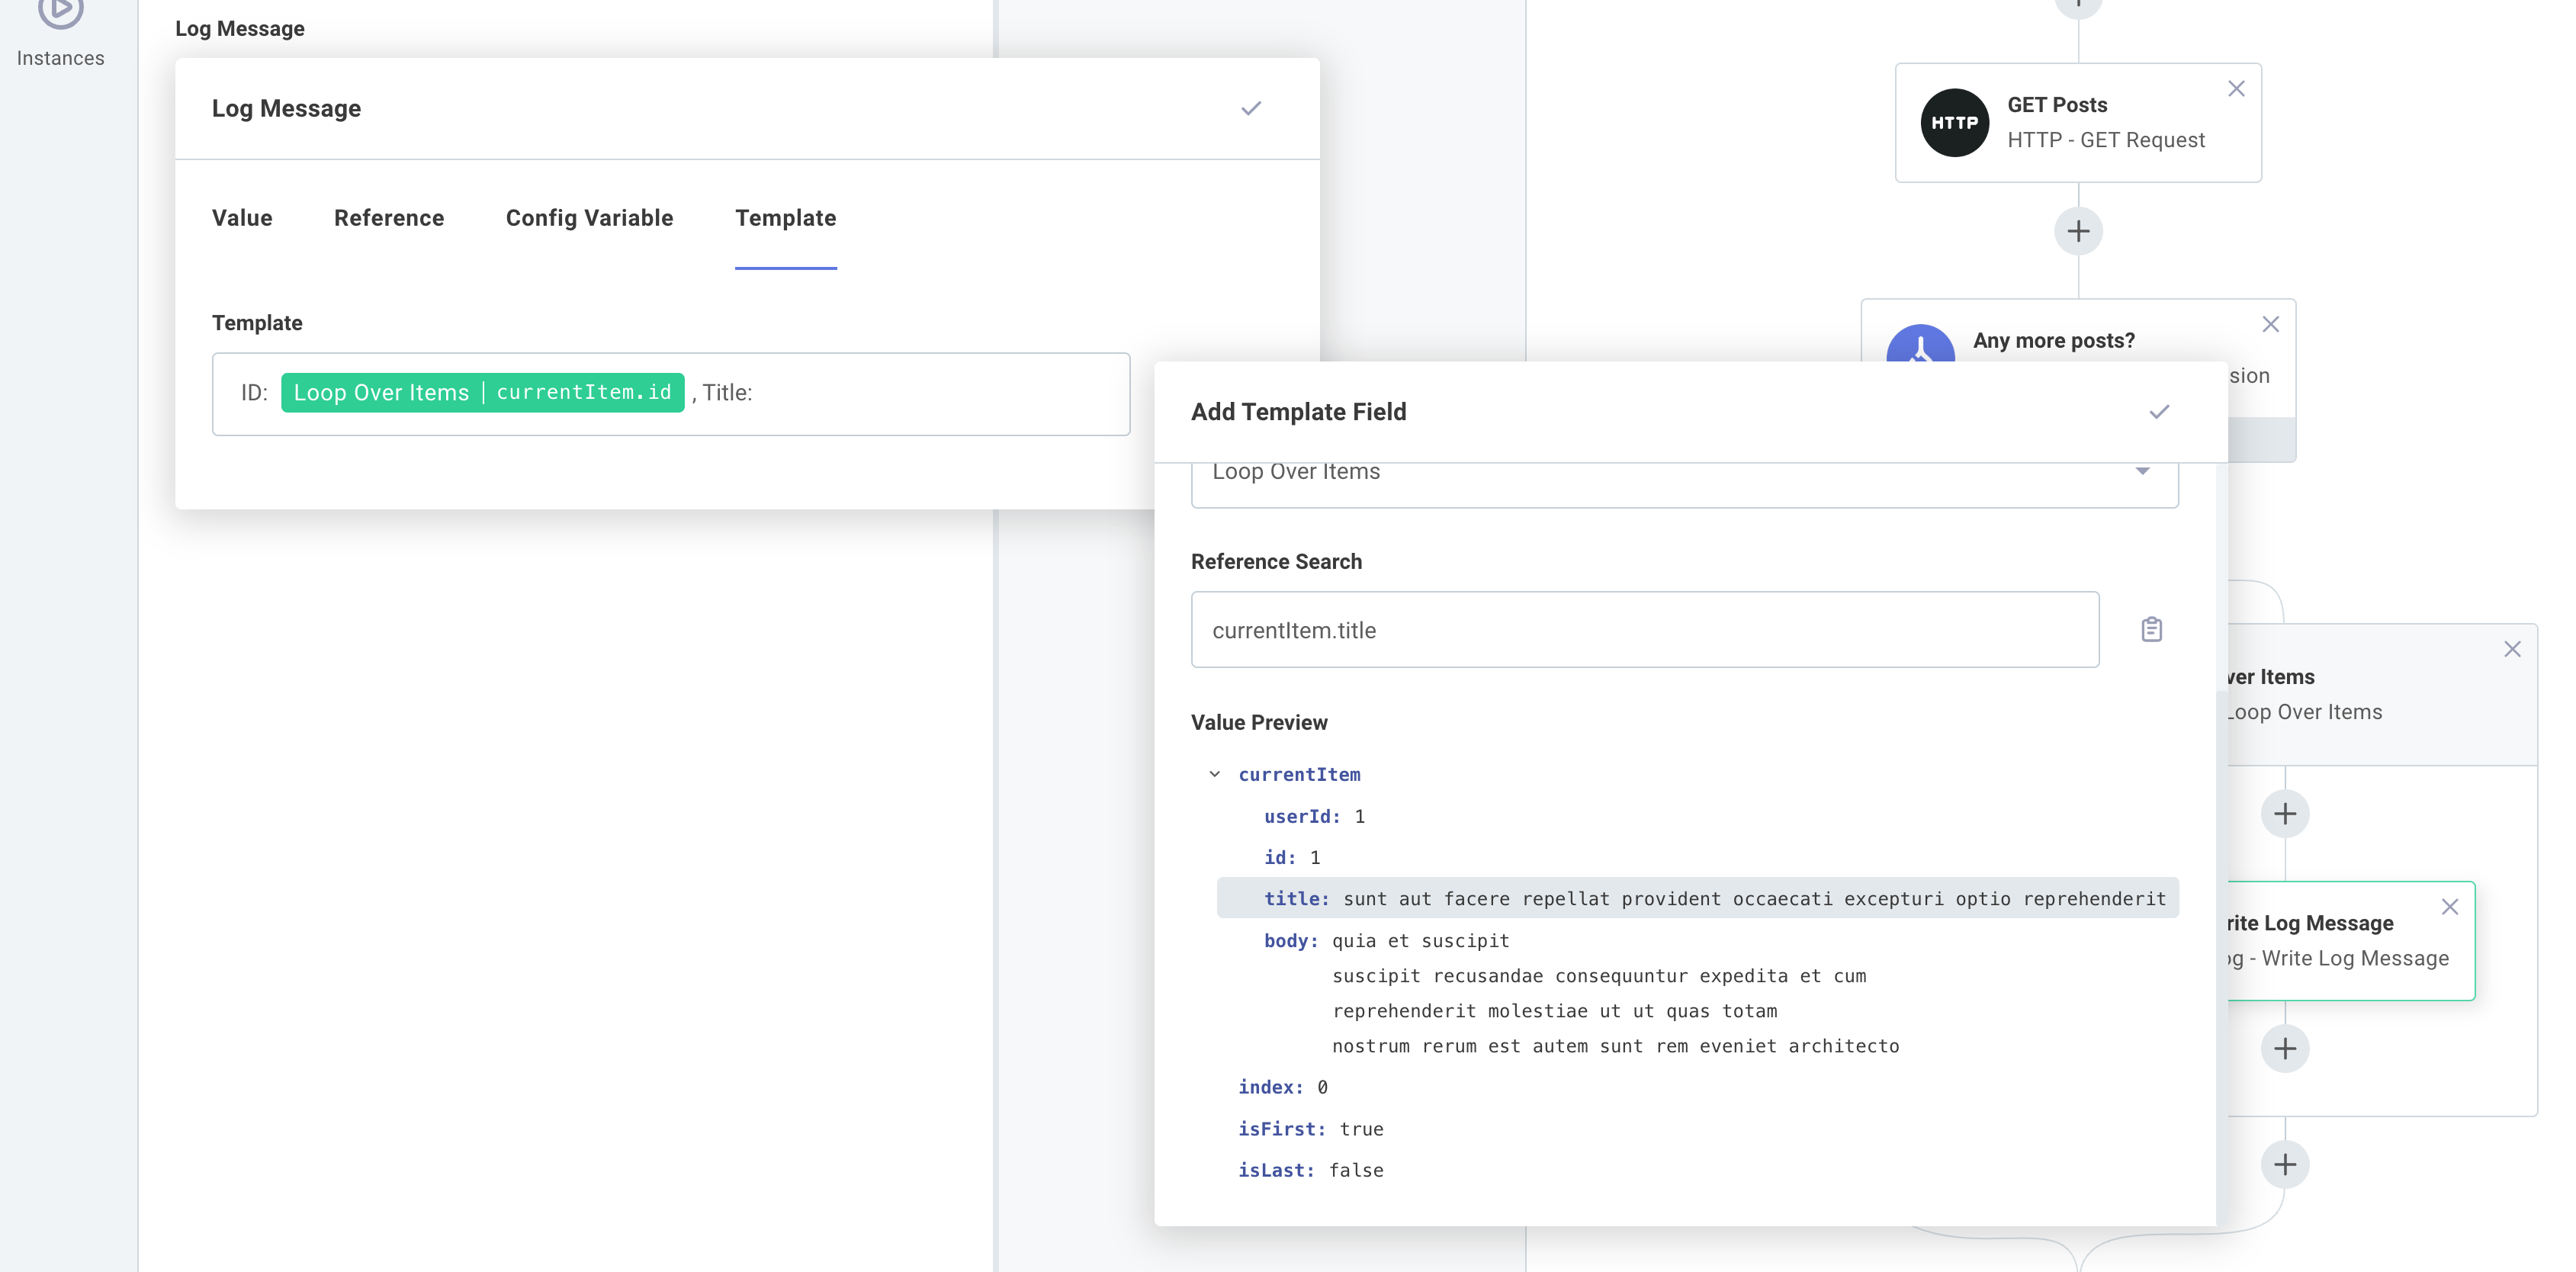 Instances
Log Message
Log Message
Value Reference Config Variable Template
Template
ID: Loop Over Items | currentItem.id , Title:
HTTP
GET Posts
HTTP - GET Request
Any more posts?
sion
Add Template Field
Loop Over Items
Reference Search
currentItem.title
Value Preview
currentItem
userId: 1
id: 1
title: sunt aut facere repellat provident occaecati excepturi optio reprehenderit
body: quia et suscipit
suscipit recusandae consequuntur expedita et cum
reprehenderit molestiae ut ut quas totam
nostrum rerum est autem sunt rem eveniet architecto
index: 0
isFirst: true
isLast: false
ver Items
Loop Over Items
rite Log Message
og - Write Log Message